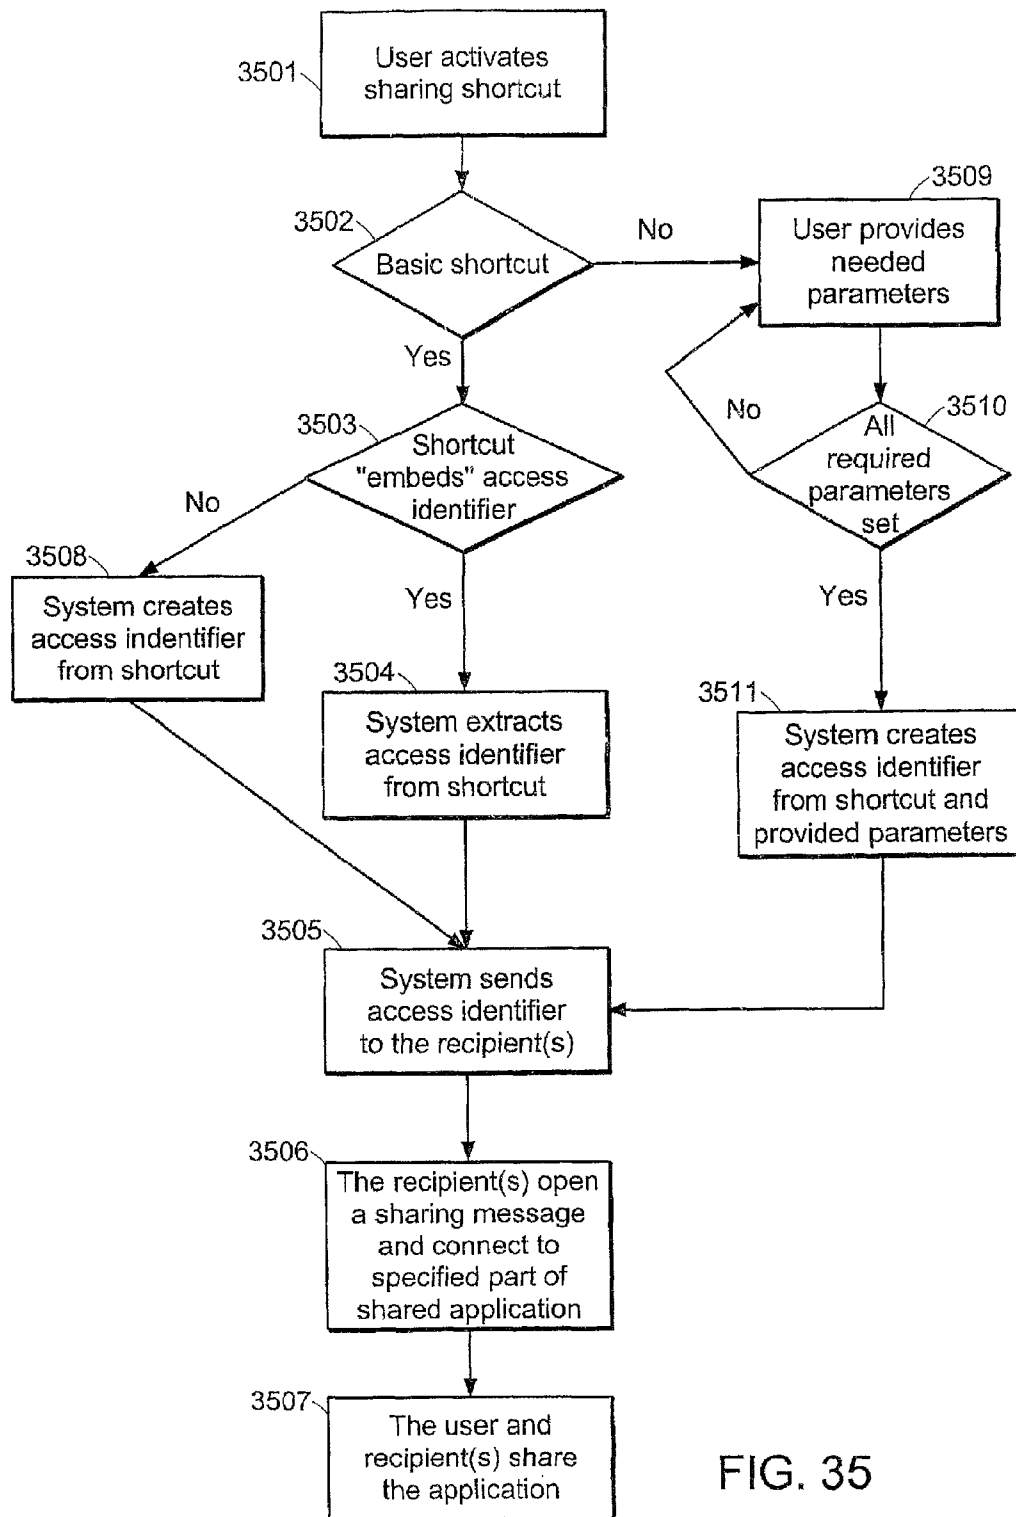 3501
User activates
sharing shortcut
3502
Basic shortcut
No
Yes
3509
User provides
needed
parameters
3503
Shortcut
"embeds" access
identifier
No
Yes
No
3510
All
required
parameters
set
Yes
3508
System creates
access indentifier
from shortcut
3504
System extracts
access identifier
from shortcut
3511
System creates
access identifier
from shortcut and
provided parameters
3505
System sends
access identifier
to the recipient(s)
3506
The recipient(s) open
a sharing message
and connect to
specified part of
shared application
3507
The user and
recipient(s) share
the application
FIG. 35